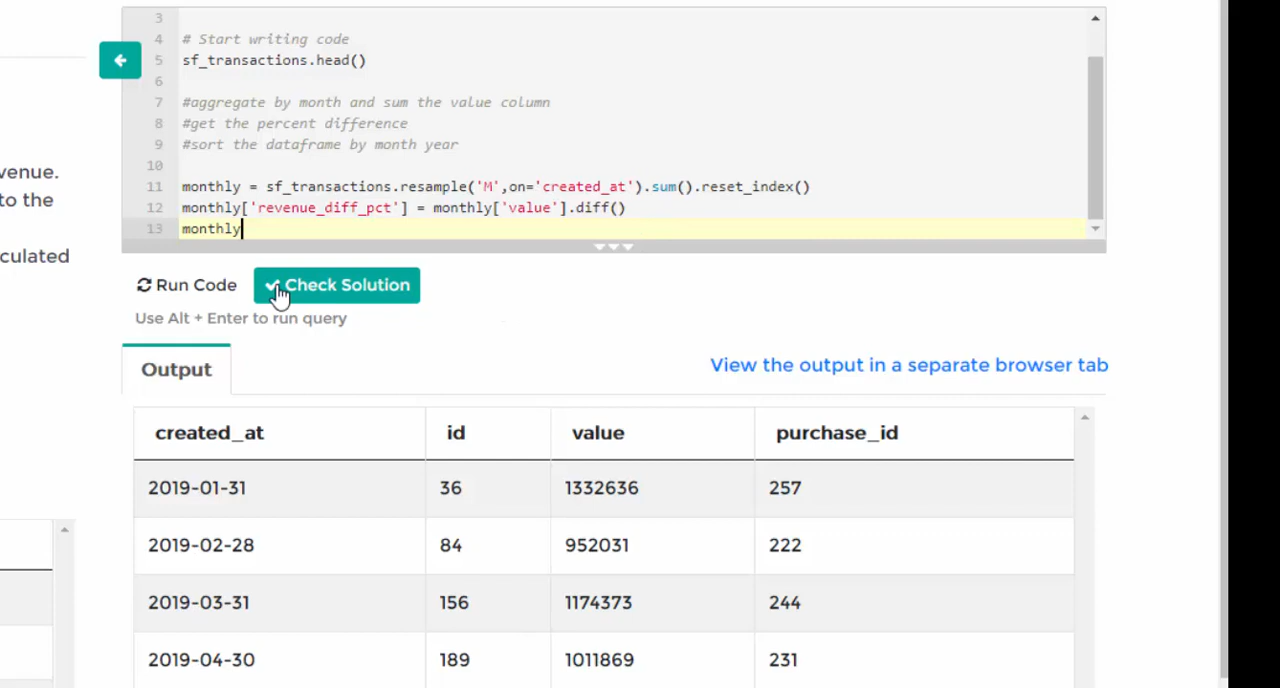 3
4 # Start writing code
5 sf_transactions.head()
6
7 #aggregate by month and sum the value column
8 #get the percent difference
9 #sort the dataframe by month year
10
11 monthly = sf_transactions.resample('M',on='created_at').sum().reset_index()
12 monthly['revenue_diff_pct'] = monthly['value'].diff()
13 monthly
venue.
to the
culated
Run Code Check Solution
Use Alt + Enter to run query
Output View the output in a separate browser tab
created_at id value purchase_id
2019-01-31 36 1332636 257
2019-02-28 84 952031 222
2019-03-31 156 1174373 244
2019-04-30 189 1011869 231